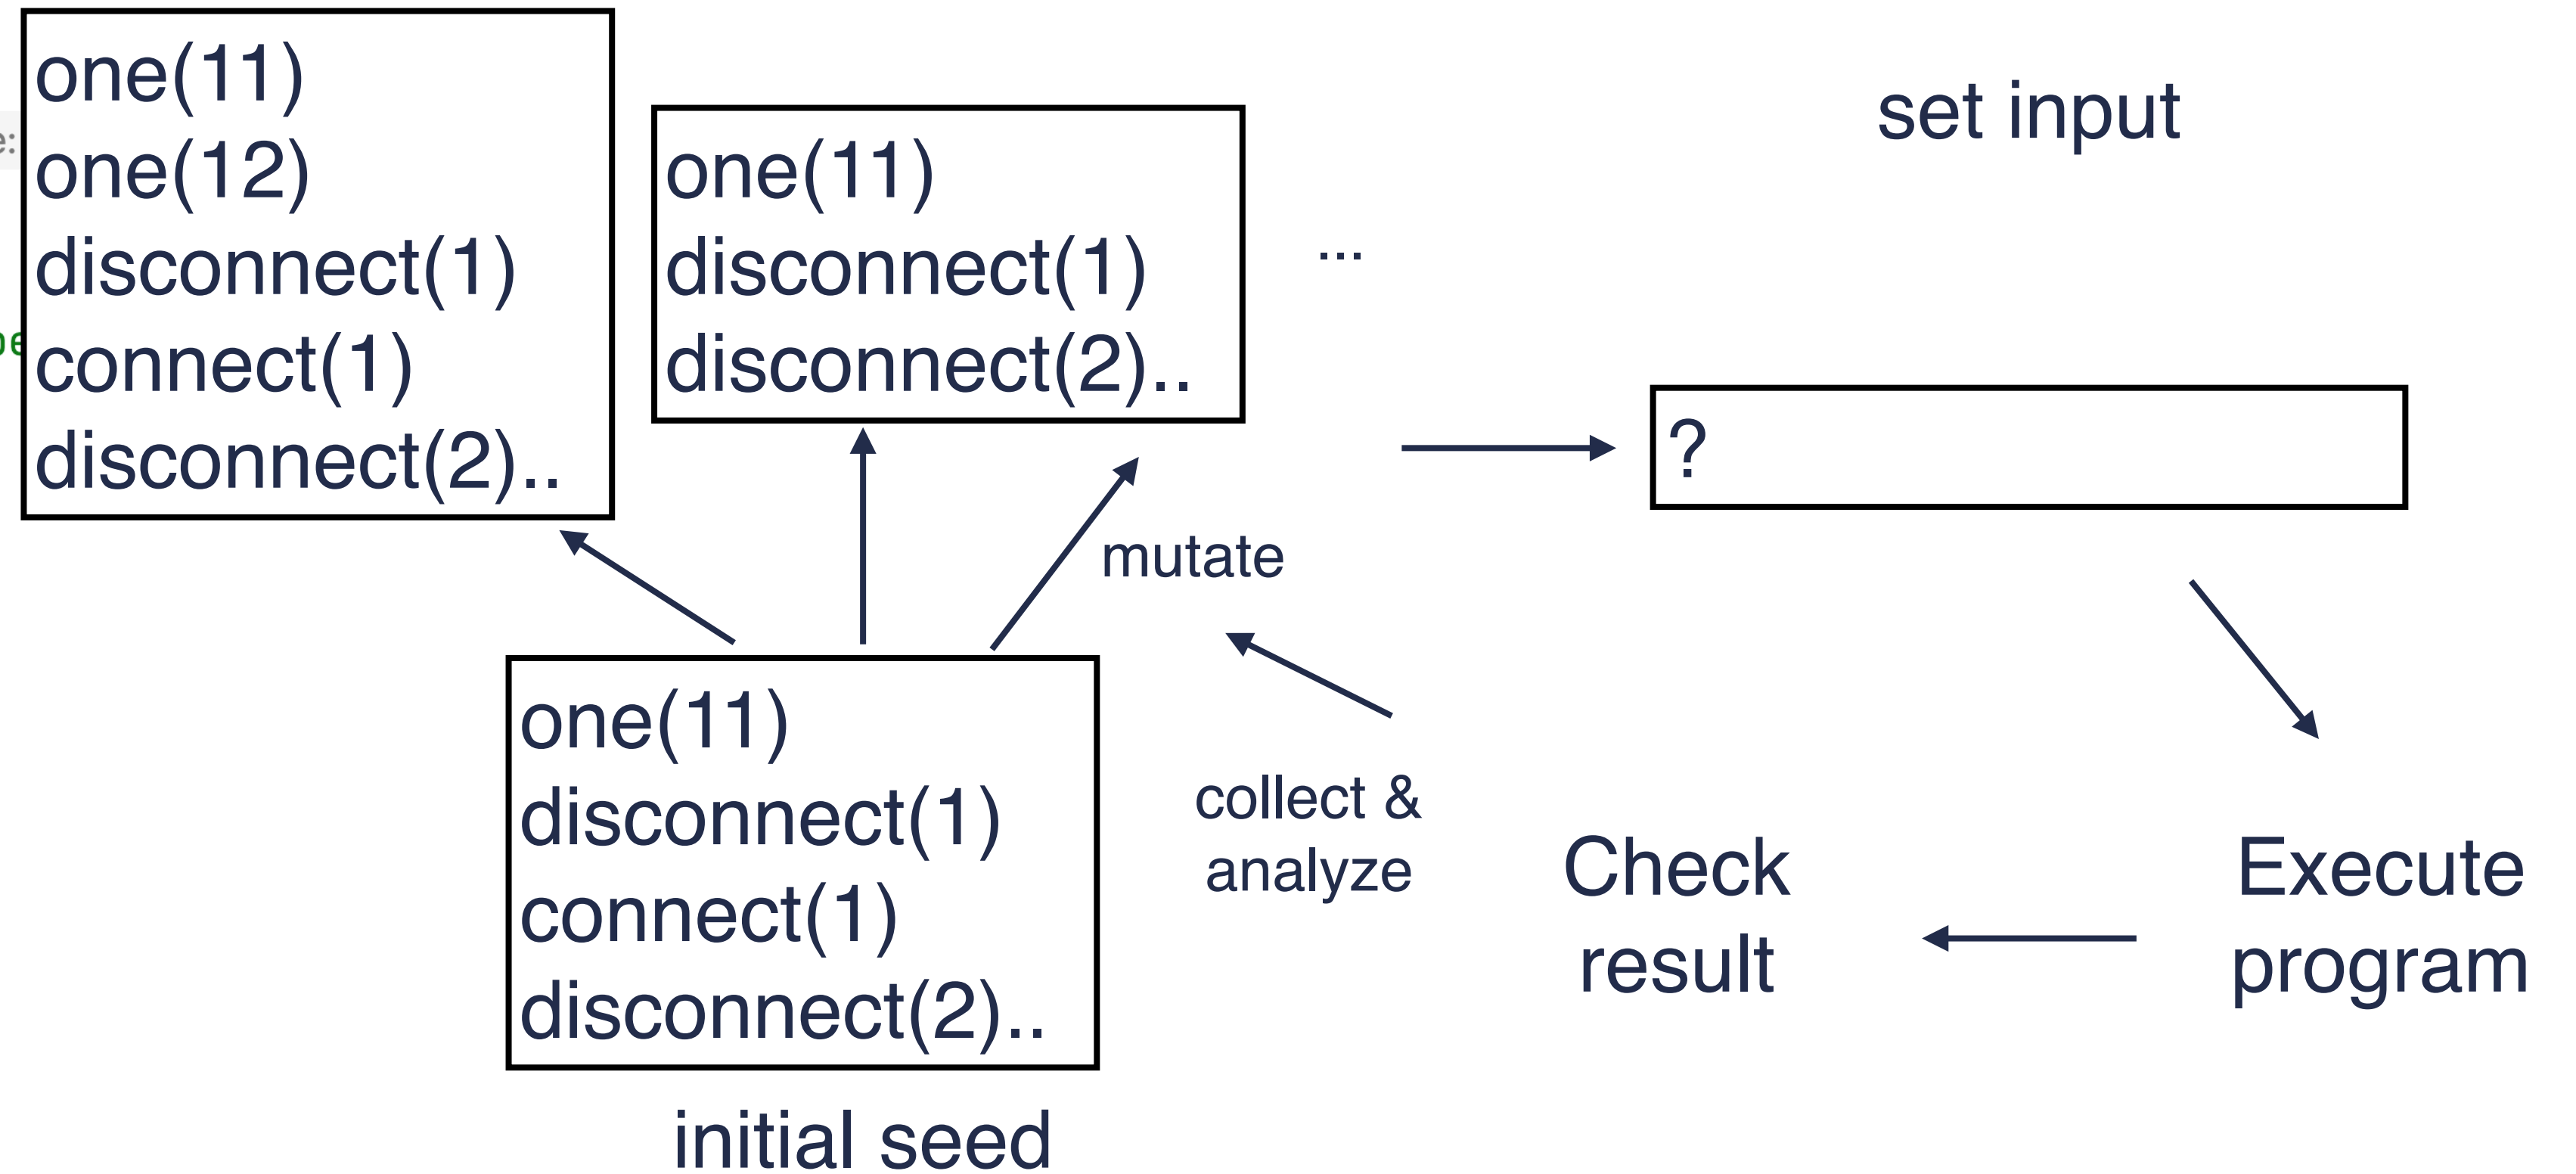 one(11)
one(12)
disconnect(1)
connect(1)
disconnect(2)..
one(11)
disconnect(1)
disconnect(2)..
...
set input
?
mutate
one(11)
disconnect(1)
connect(1)
disconnect(2)..
initial seed
collect &
analyze
Check
result
Execute
program